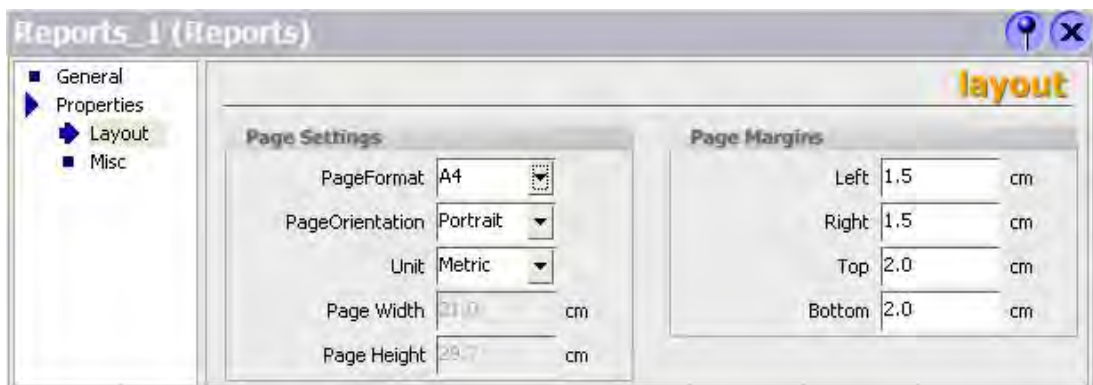 Reports_1 (Reports)
General
Properties
Layout
Misc
layout
Page Settings
PageFormat A4
PageOrientation Portrait
Unit Metric
Page Width 21.0 cm
Page Height 29.7 cm
Page Margins
Left 1.5 cm
Right 1.5 cm
Top 2.0 cm
Bottom 2.0 cm